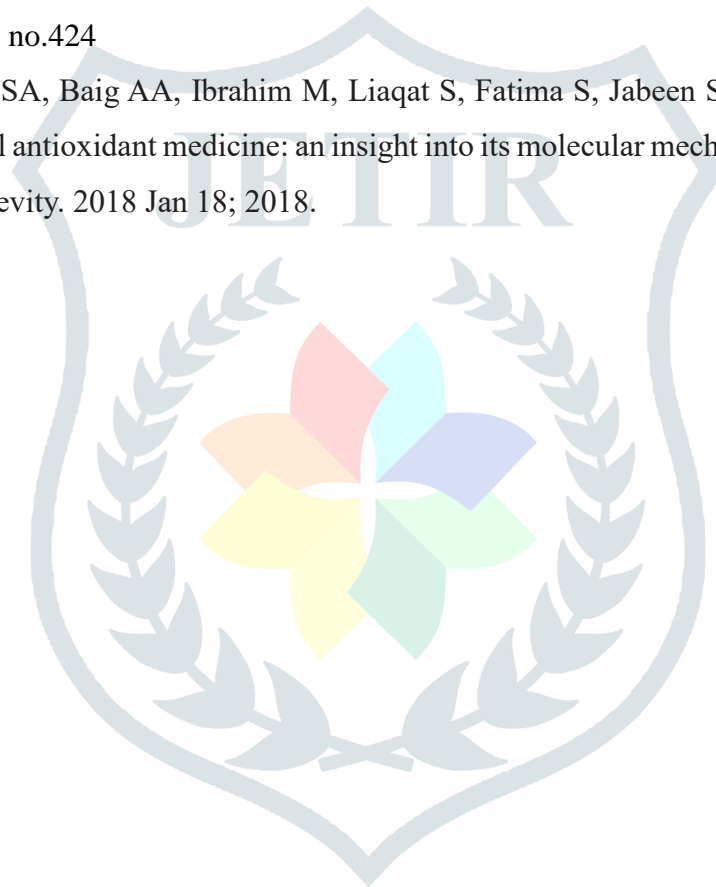 no.424
SA, Baig AA, Ibrahim M, Liaqat S, Fatima S, Jabeen S
l antioxidant medicine: an insight into its molecular mech
evity. 2018 Jan 18; 2018.
JETIR